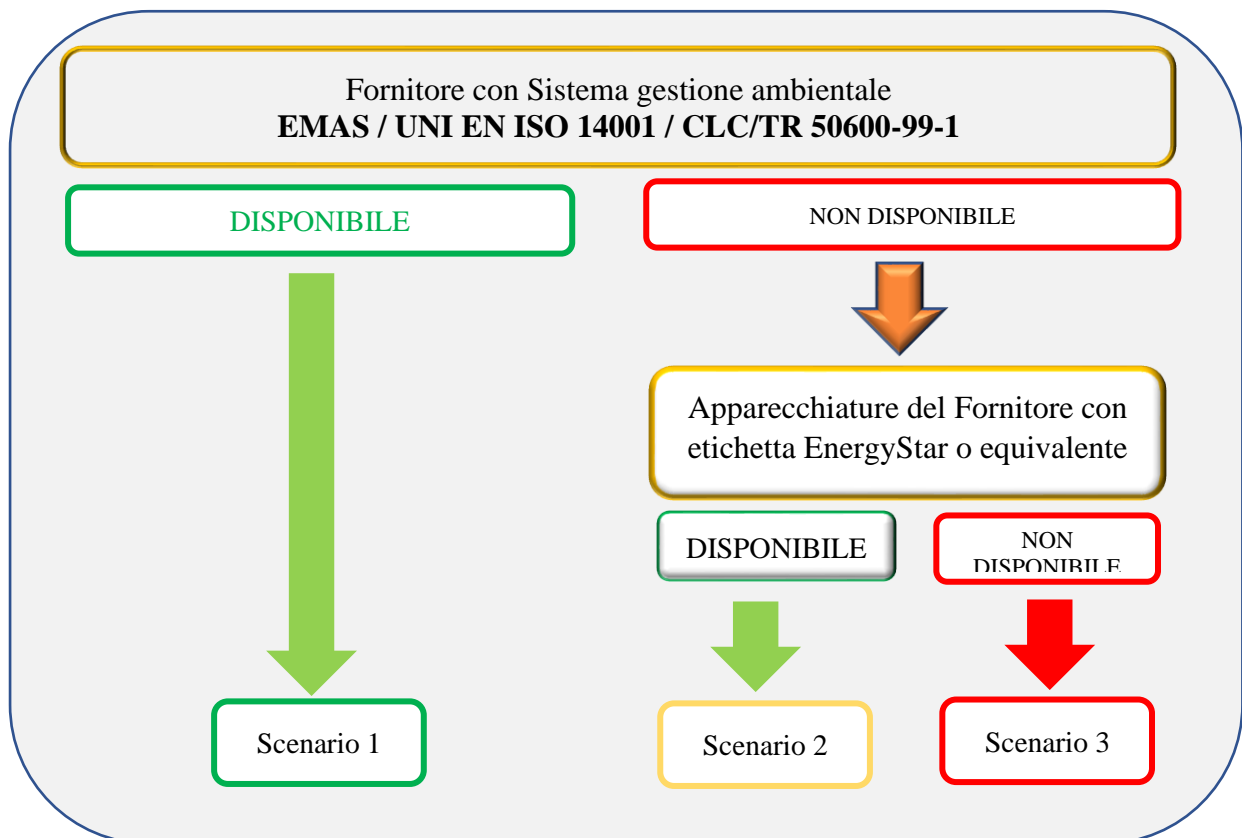 Fornitore con Sistema gestione ambientale
EMAS / UNI EN ISO 14001 / CLC/TR 50600-99-1
DISPONIBILE
NON DISPONIBILE
Apparecchiature del Fornitore con
etichetta EnergyStar o equivalente
DISPONIBILE
NON
DISPONIBILE
Scenario 1
Scenario 2
Scenario 3